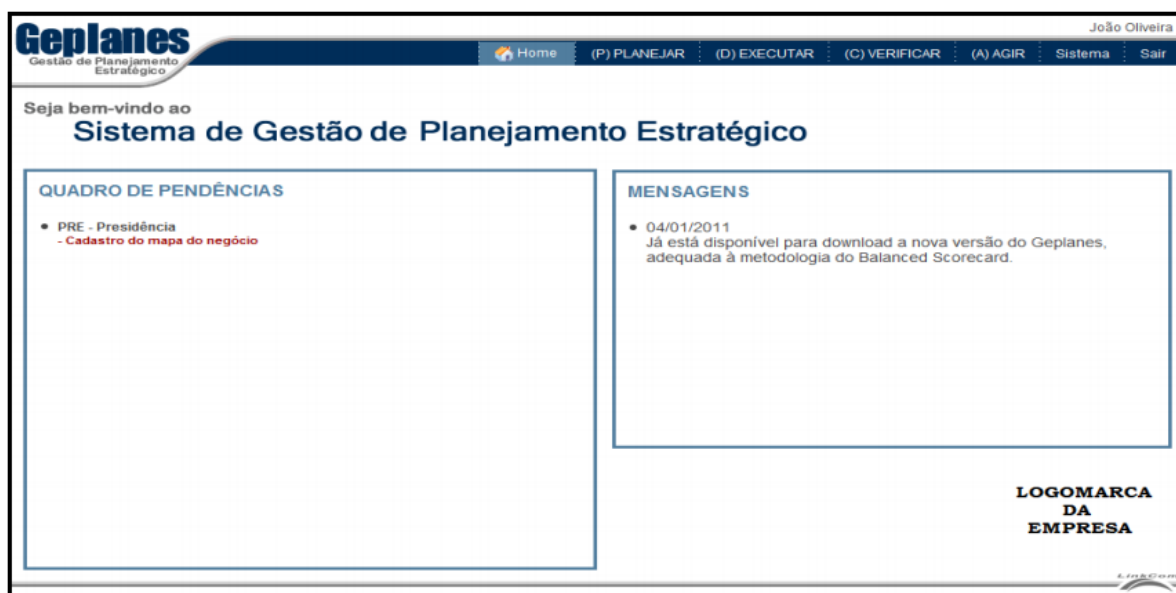 João Oliveira
Geplanes
Gestão de Planejamento
Estratégico
Home (P) PLANEJAR (D) EXECUTAR (C) VERIFICAR (A) AGIR Sistema Sair
Seja bem-vindo ao
Sistema de Gestão de Planejamento Estratégico
QUADRO DE PENDÊNCIAS
• PRE - Presidência
- Cadastro do mapa do negócio
MENSAGENS
• 04/01/2011
Já está disponível para download a nova versão do Geplanes,
adequada à metodologia do Balanced Scorecard.
LOGOMARCA
DA
EMPRESA
LinkCom